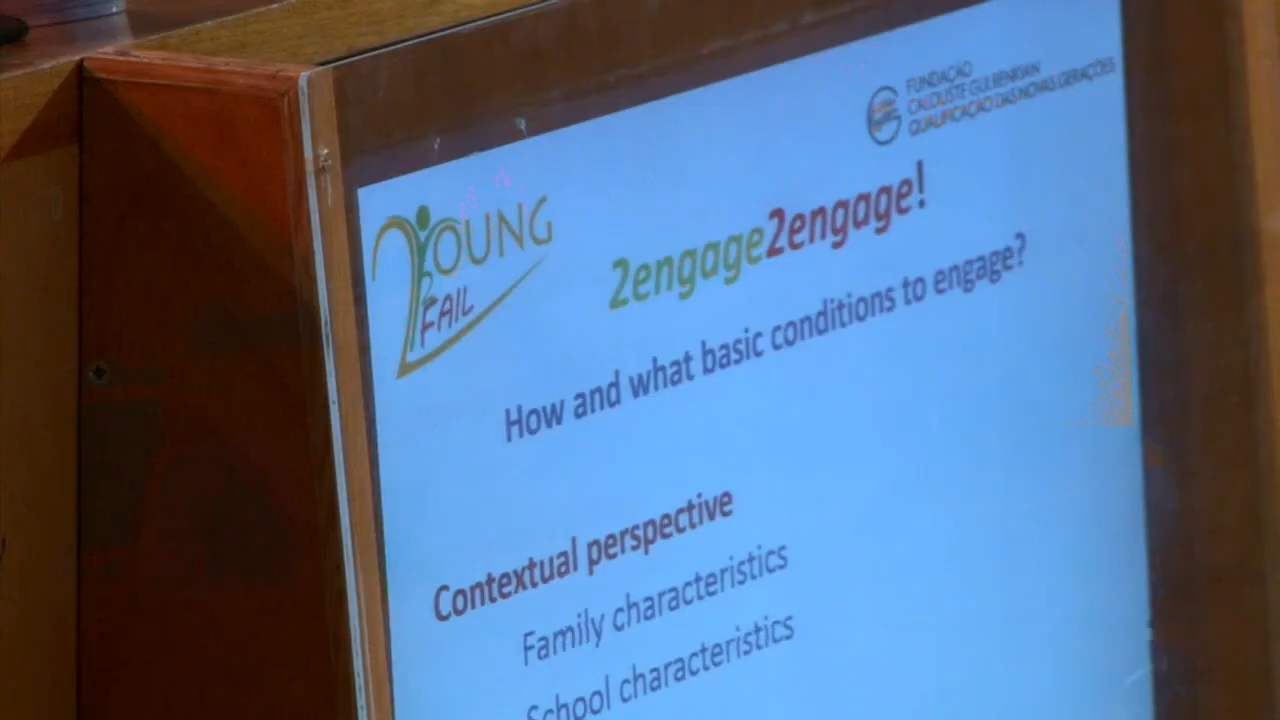 FUNDAÇÃO
CALOUSTE GULBENKIAN
QUALIFICAÇÃO DAS NOVAS GERAÇÕES
2YOUNG
FAIL
2engage2engage!
How and what basic conditions to engage?
Contextual perspective
Family characteristics
School characteristics